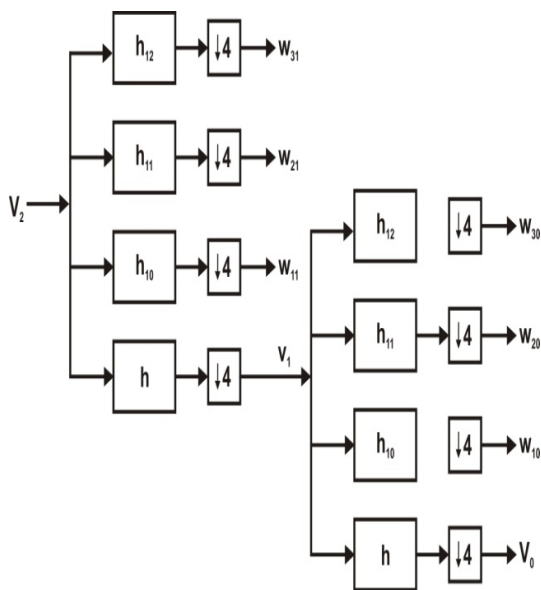 h₁₂ ↓4 w₃₁
h₁₁ ↓4 w₂₁
V₂
h₁₀ ↓4 w₁₁
h ↓4 v₁
h₁₂ ↓4 w₃₀
h₁₁ ↓4 w₂₀
h₁₀ ↓4 w₁₀
h ↓4 V₀